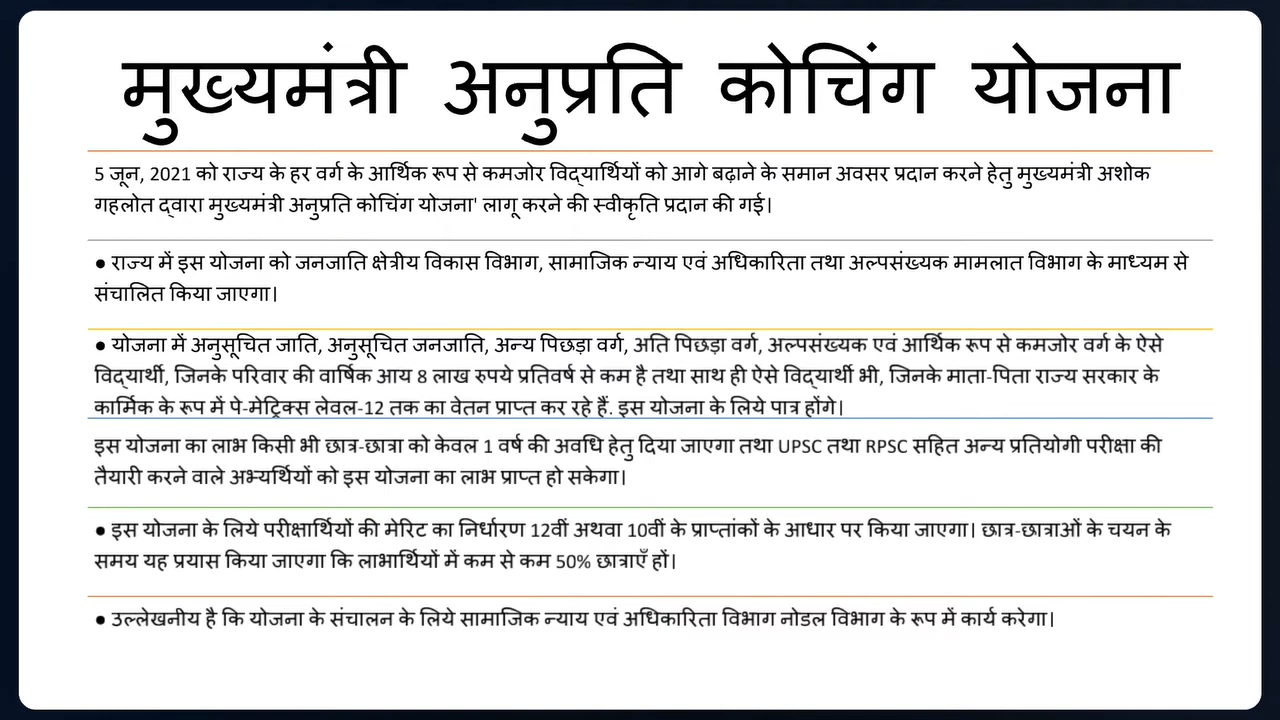 मुख्यमंत्री अनुप्रति कोचिंग योजना
5 जून, 2021 को राज्य के हर वर्ग के आर्थिक रूप से कमजोर विद्यार्थियों को आगे बढ़ाने के समान अवसर प्रदान करने हेतु मुख्यमंत्री अशोक
गहलोत द्वारा मुख्यमंत्री अनुप्रति कोचिंग योजना' लागू करने की स्वीकृति प्रदान की गई।
● राज्य में इस योजना को जनजाति क्षेत्रीय विकास विभाग, सामाजिक न्याय एवं अधिकारिता तथा अल्पसंख्यक मामलात विभाग के माध्यम से
संचालित किया जाएगा।
● योजना में अनुसूचित जाति, अनुसूचित जनजाति, अन्य पिछड़ा वर्ग, अति पिछड़ा वर्ग, अल्पसंख्यक एवं आर्थिक रूप से कमजोर वर्ग के ऐसे
विद्यार्थी, जिनके परिवार की वार्षिक आय 8 लाख रुपये प्रतिवर्ष से कम है तथा साथ ही ऐसे विद्यार्थी भी, जिनके माता-पिता राज्य सरकार के
कार्मिक के रूप में पे-मेट्रिक्स लेवल-12 तक का वेतन प्राप्त कर रहे हैं. इस योजना के लिये पात्र होंगे|
इस योजना का लाभ किसी भी छात्र-छात्रा को केवल 1 वर्ष की अवधि हेतु दिया जाएगा तथा UPSC तथा RPSC सहित अन्य प्रतियोगी परीक्षा की
तैयारी करने वाले अभ्यर्थियों को इस योजना का लाभ प्राप्त हो सकेगा।
● इस योजना के लिये परीक्षार्थियों की मेरिट का निर्धारण 12वीं अथवा 10वीं के प्राप्तांकों के आधार पर किया जाएगा। छात्र-छात्राओं के चयन के
समय यह प्रयास किया जाएगा कि लाभार्थियों में कम से कम 50% छात्राएँ हों|
● उल्लेखनीय है कि योजना के संचालन के लिये सामाजिक न्याय एवं अधिकारिता विभाग नोडल विभाग के रूप में कार्य करेगा।